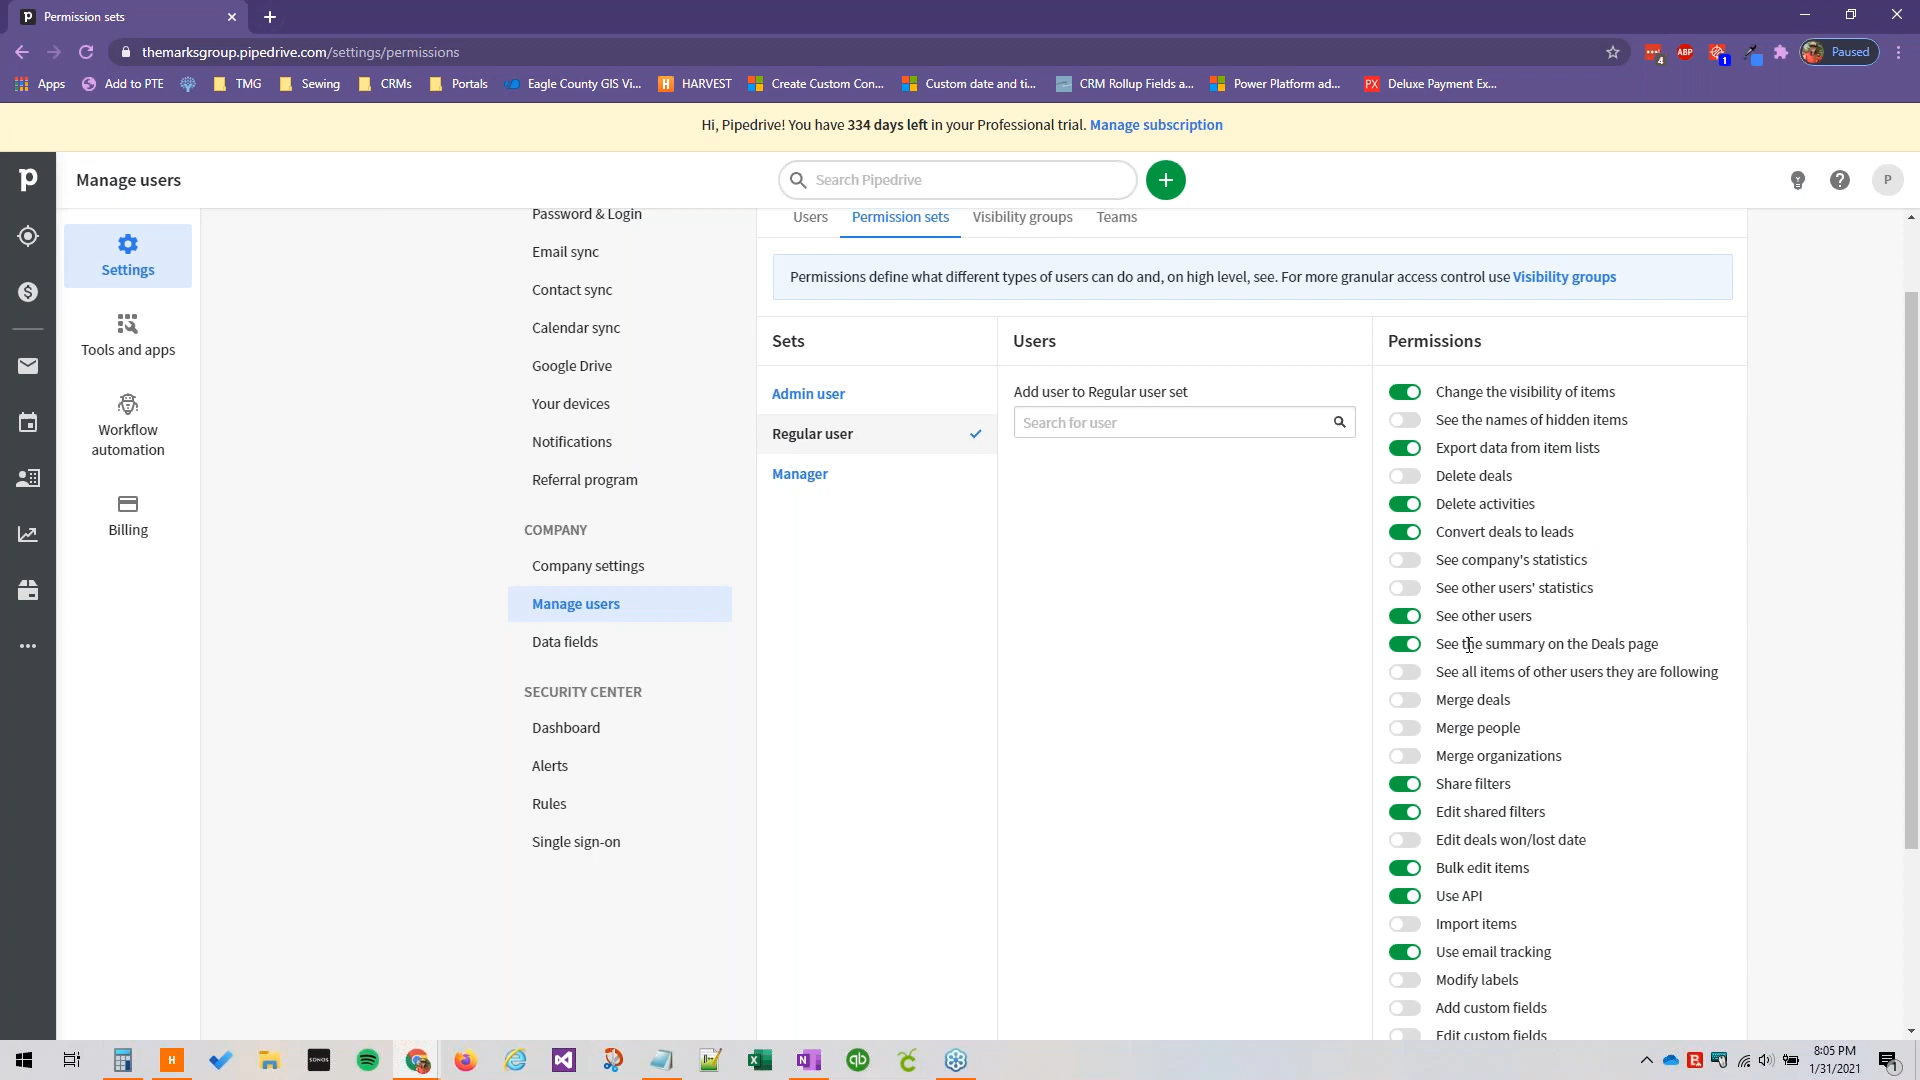 Permission sets
themarksgroup.pipedrive.com/settings/permissions
4
ABP
1
Paused
Apps
Add to PTE
TMG
Sewing
CRMs
Portals
Eagle County GIS Vi...
H HARVEST
Create Custom Con...
Custom date and ti...
CRM Rollup Fields a...
Power Platform ad...
PX Deluxe Payment Ex...
Hi, Pipedrive! You have 334 days left in your Professional trial. Manage subscription
Manage users
Search Pipedrive
P
Settings
Tools and apps
Workflow
automation
Billing
Password & Login
Email sync
Contact sync
Calendar sync
Google Drive
Your devices
Notifications
Referral program
COMPANY
Company settings
Manage users
Data fields
SECURITY CENTER
Dashboard
Alerts
Rules
Single sign-on
Users
Permission sets
Visibility groups
Teams
Permissions define what different types of users can do and, on high level, see. For more granular access control use Visibility groups
Sets
Admin user
Regular user
Manager
Users
Add user to Regular user set
Search for user
Permissions
Change the visibility of items
See the names of hidden items
Export data from item lists
Delete deals
Delete activities
Convert deals to leads
See company's statistics
See other users' statistics
See other users
See the summary on the Deals page
See all items of other users they are following
Merge deals
Merge people
Merge organizations
Share filters
Edit shared filters
Edit deals won/lost date
Bulk edit items
Use API
Import items
Use email tracking
Modify labels
Add custom fields
Edit custom fields
H
SONOS
N
qb
8:05 PM
1/31/2021
1